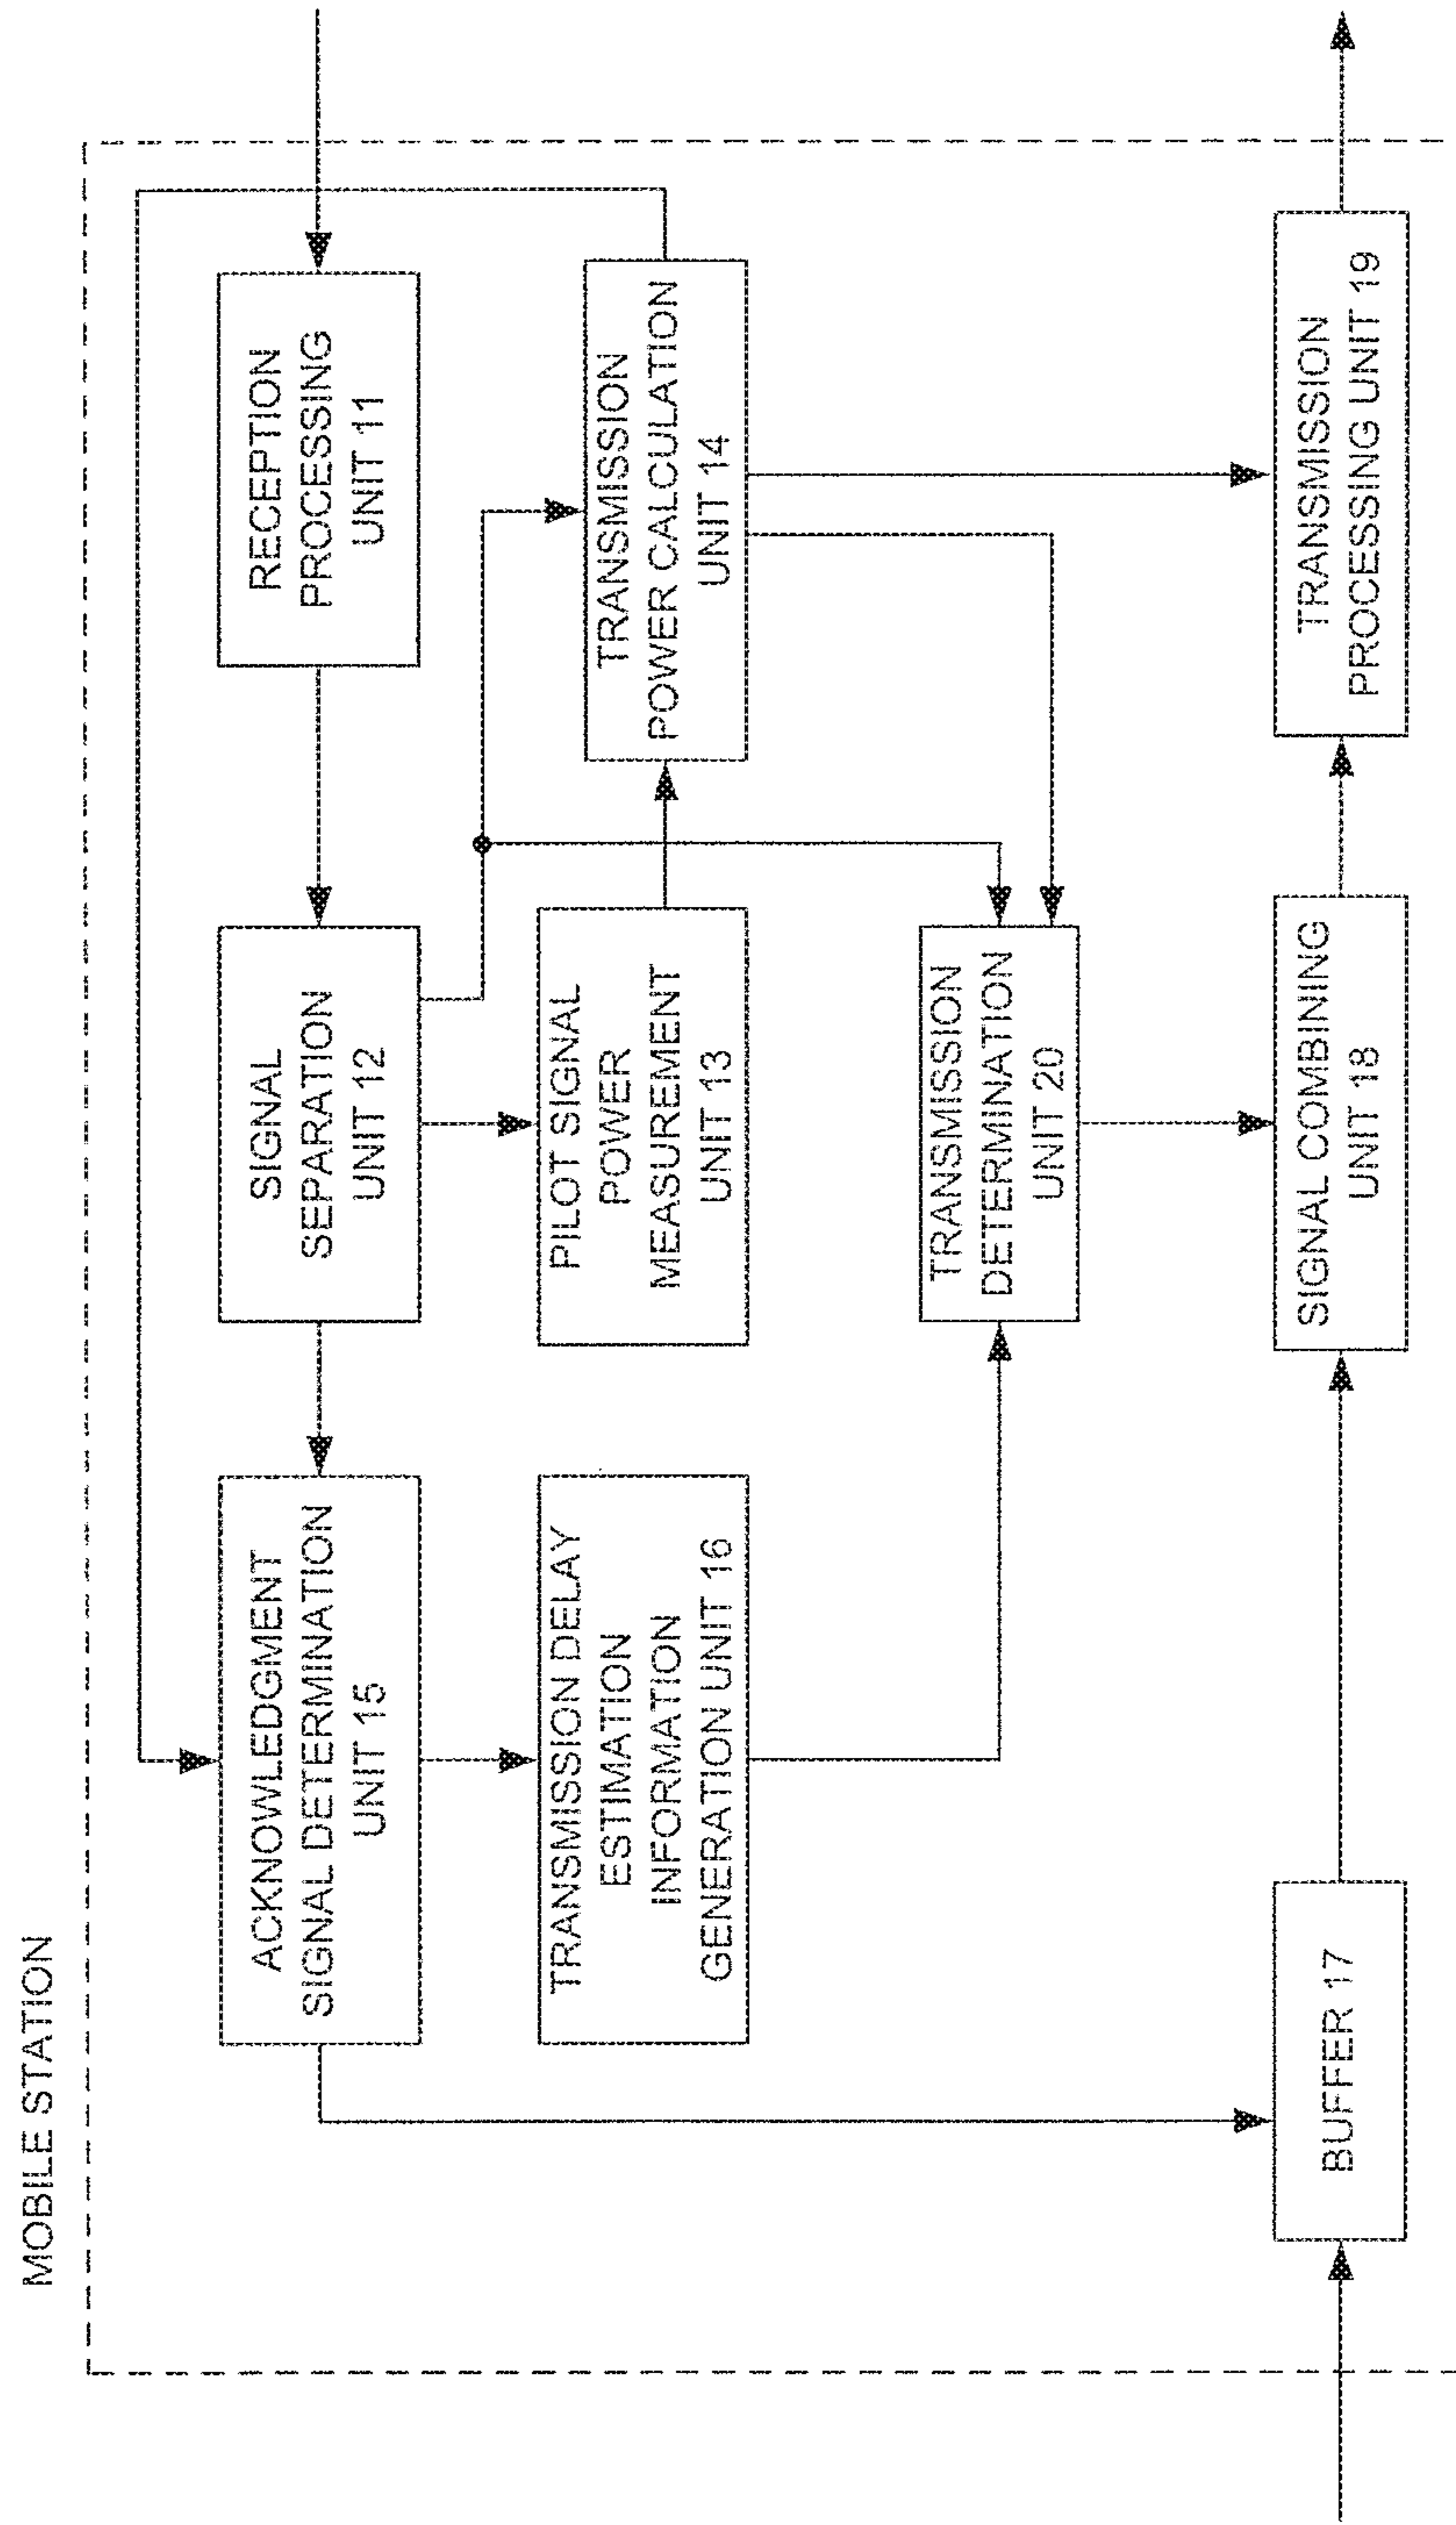 MOBILE STATION
ACKNOWLEDGMENT
SIGNAL DETERMINATION
UNIT 15
SIGNAL
SEPARATION
UNIT 12
RECEPTION
PROCESSING
UNIT 11
TRANSMISSION DELAY
ESTIMATION
INFORMATION
GENERATION UNIT 16
PILOT SIGNAL
POWER
MEASUREMENT
UNIT 13
TRANSMISSION
POWER CALCULATION
UNIT 14
TRANSMISSION
DETERMINATION
UNIT 20
BUFFER 17
SIGNAL COMBINING
UNIT 18
TRANSMISSION
PROCESSING UNIT 19